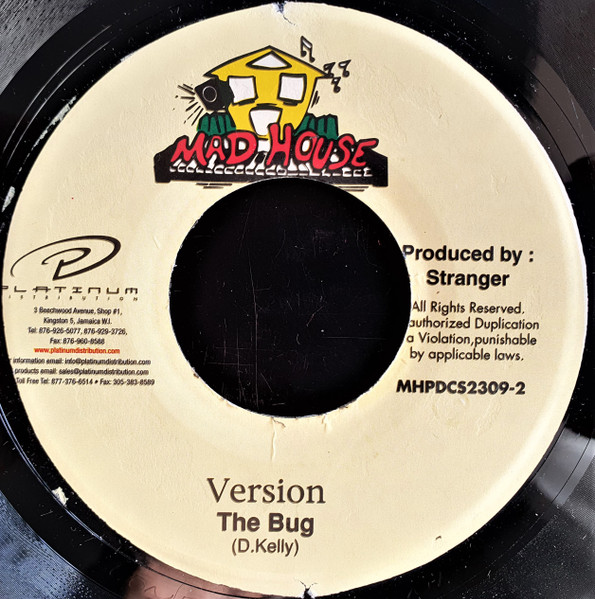 MAD HOUSE
PLATINUM
DISTRIBUTION
3 Beechwood Avenue, Shop #1,
Kingston 5, Jamaica W.I.
Tel: 876-926-5077, 876-929-3726,
Fax: 876-960-8588
www.platinumdistribution.com
information email: info@platinumdistribution.com
products email: sales@platinumdistribution.com
Toll Free Tel: 877-376-6514 • Fax: 305-383-8589
Produced by :
Stranger
All Rights Reserved.
authorized Duplication
a Violation,punishable
by applicable laws.
MHPDCS2309-2
Version
The Bug
(D.Kelly)